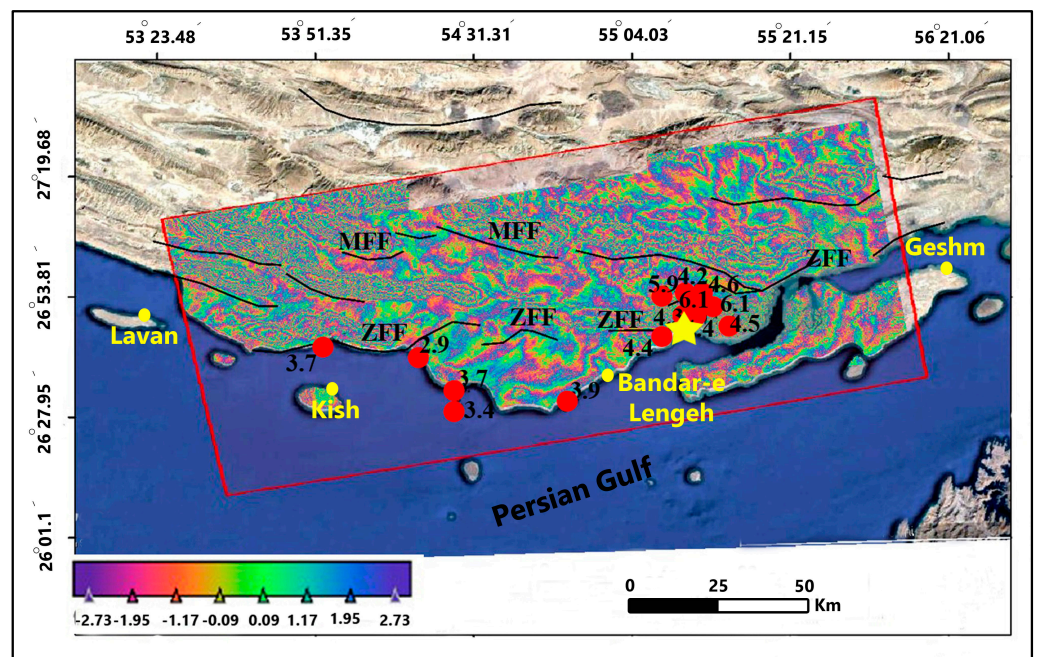 53° 23.48′
53° 51.35′
54° 31.31′
55° 04.03′
55° 21.15′
56° 21.06′
27° 19.68′
26° 53.81′
26° 27.95′
26° 01.1′
MFF
MFF
ZFF
Geshm
5.9
4.2
4.6
6.1
6.1
Lavan
ZFF
ZFF
ZFF
4
4.5
3.7
2.9
4.4
3.7
3.9
Bandar-e
Lengeh
Kish
3.4
Persian Gulf
-2.73 -1.95 -1.17 -0.09 0.09 1.17 1.95 2.73
0 25 50
Km